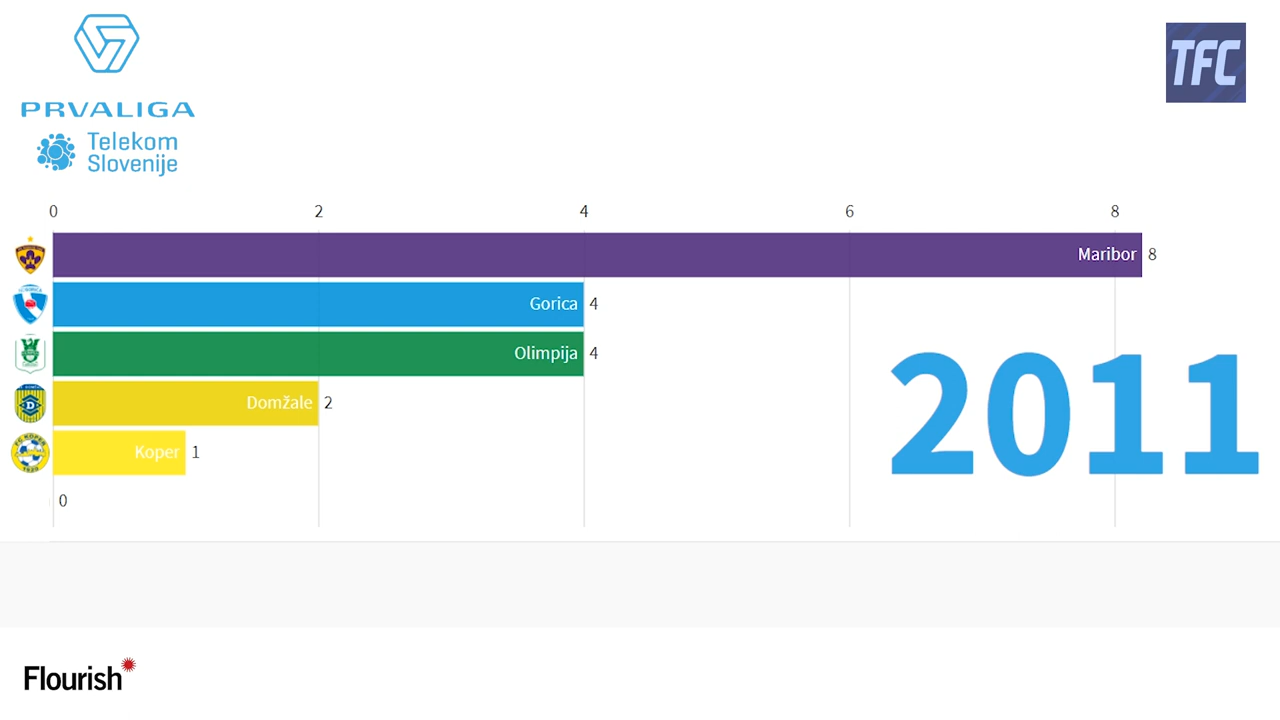 TFC
PRVALIGA
Telekom
Slovenije
0 2 4 6 8
Maribor 8
Gorica 4
Olimpija 4
Domžale 2
Koper 1
0
2011
Flourish